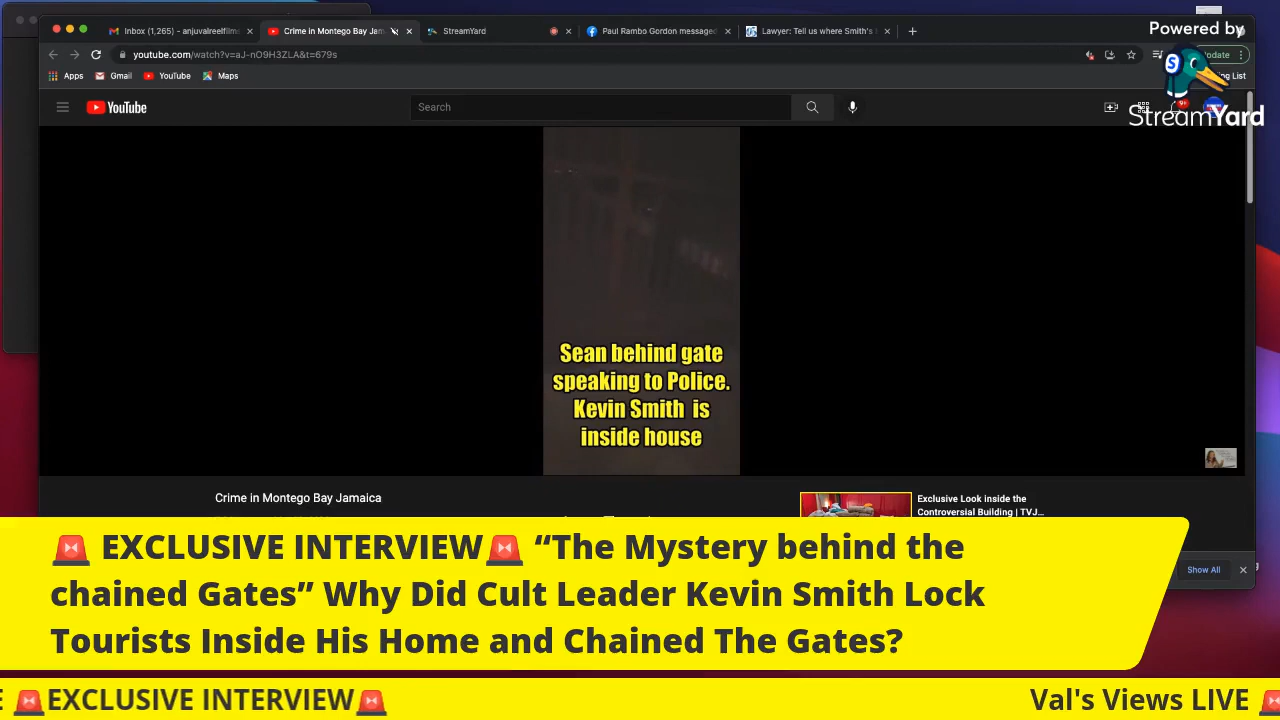 Inbox (1,265) - anjuvalreelfilms
Crime in Montego Bay Jam
StreamYard
Paul Rambo Gordon messaged
Lawyer: Tell us where Smith's
Powered by
youtube.com/watch?v=aJ-nO9H3ZLA&t=679s
Update
Apps
Gmail
YouTube
Maps
YouTube
Search
9+
StreamYard
Sean behind gate
speaking to Police.
Kevin Smith is
inside house
Crime in Montego Bay Jamaica
Exclusive Look inside the
Controversial Building | TVJ...
🚨 EXCLUSIVE INTERVIEW🚨 “The Mystery behind the
chained Gates” Why Did Cult Leader Kevin Smith Lock
Tourists Inside His Home and Chained The Gates?
Show All
🚨EXCLUSIVE INTERVIEW🚨
Val's Views LIVE 🚨